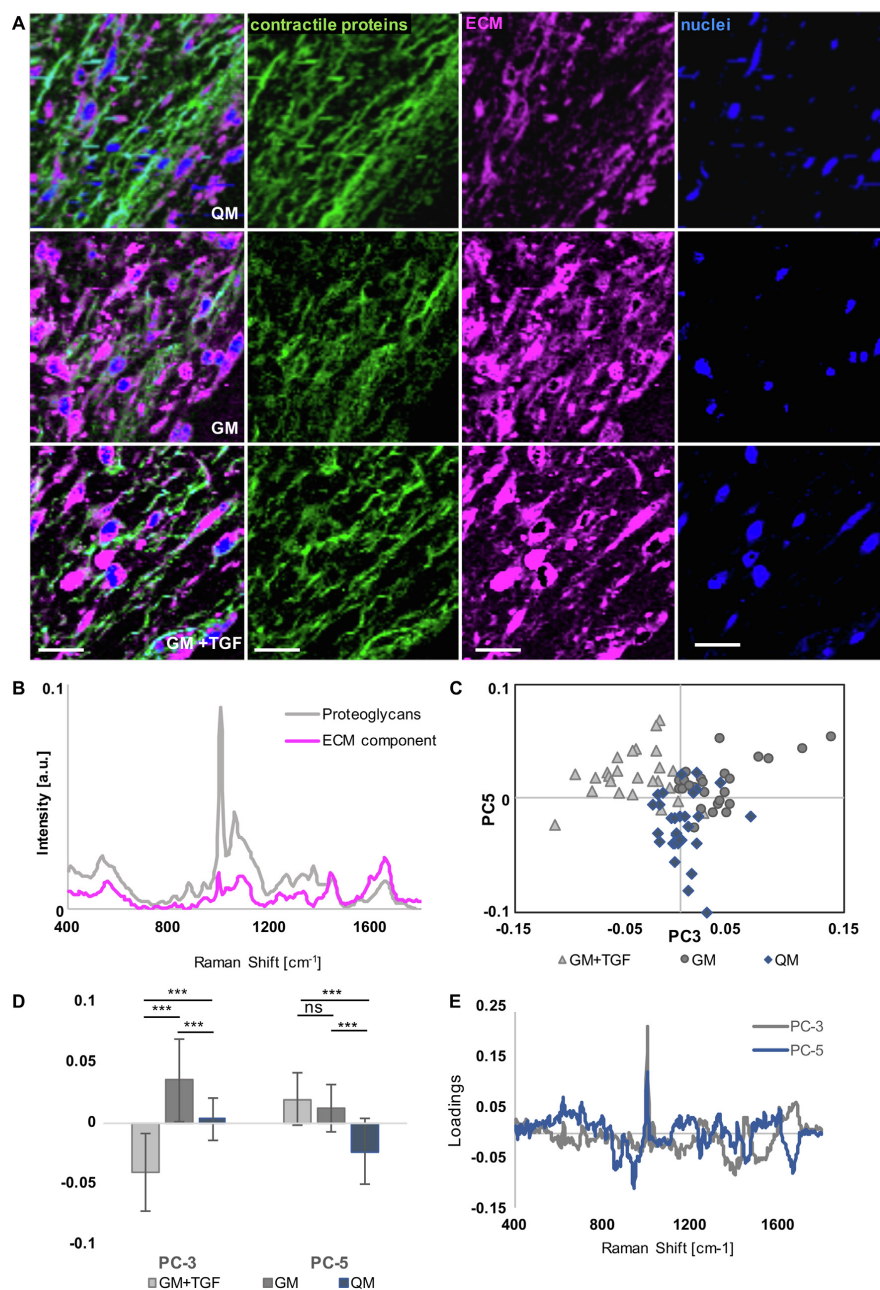 A
contractile proteins
ECM
nuclei
QM
GM
GM +TGF
B
0.1
Intensity [a.u.]
0
Proteoglycans
ECM component
400
800
1200
1600
Raman Shift [cm-1]
C
0.1
PC5
0
-0.1
-0.15
-0.05
0.05
0.15
PC3
GM+TGF
GM
QM
D
0.1
0.05
0
-0.05
-0.1
***
***
***
***
ns
***
PC-3
PC-5
GM+TGF
GM
QM
E
0.25
0.15
0.05
-0.05
-0.15
Loadings
PC-3
PC-5
400
800
1200
1600
Raman Shift [cm-1]